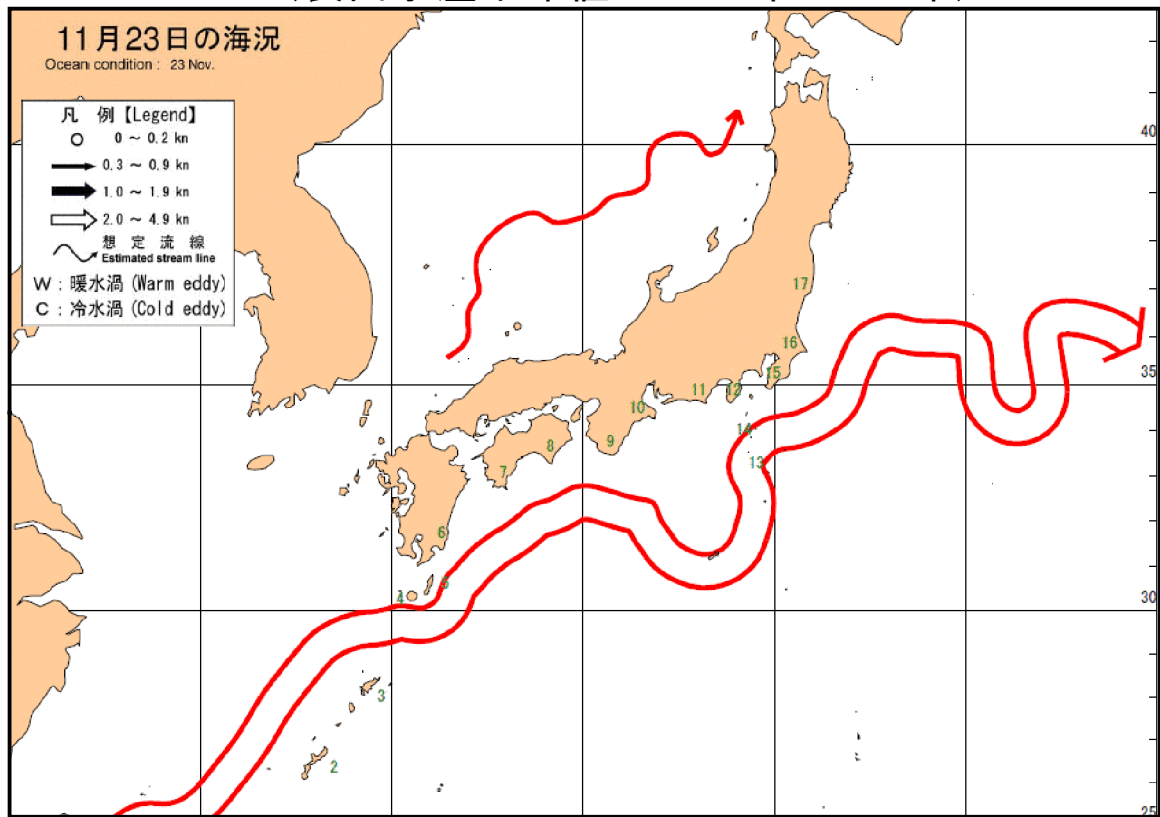 11月23日の海況
Ocean condition : 23 Nov.
凡 例【Legend】
0 ～ 0.2 kn
0.3 ～ 0.9 kn
1.0 ～ 1.9 kn
2.0 ～ 4.9 kn
想 定 流 線
Estimated stream line
W : 暖水渦 (Warm eddy)
C : 冷水渦 (Cold eddy)
40
17
16
35
15
12
11
10
14
9
8
13
7
6
5
4
30
3
2
25